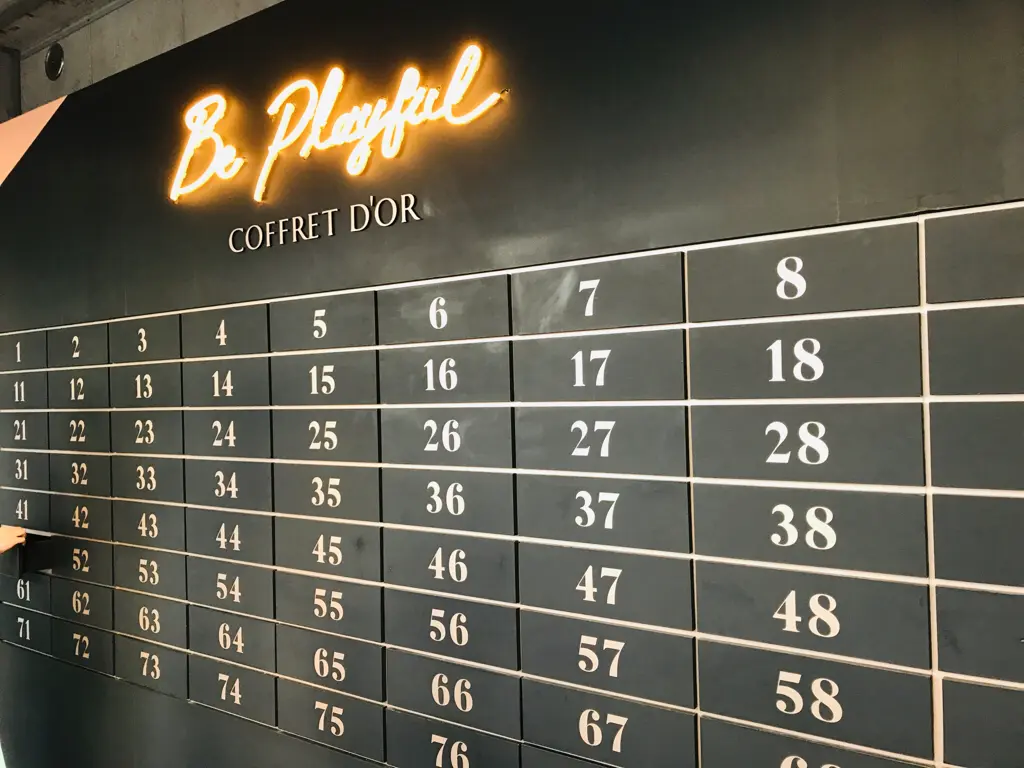 Be Playful
COFFRET D'OR
1 2 3 4 5 6 7 8
11 12 13 14 15 16 17 18
21 22 23 24 25 26 27 28
31 32 33 34 35 36 37 38
41 42 43 44 45 46 47 48
52 53 54 55 56 57 58
61 62 63 64 65 66 67
71 72 73 74 75 76